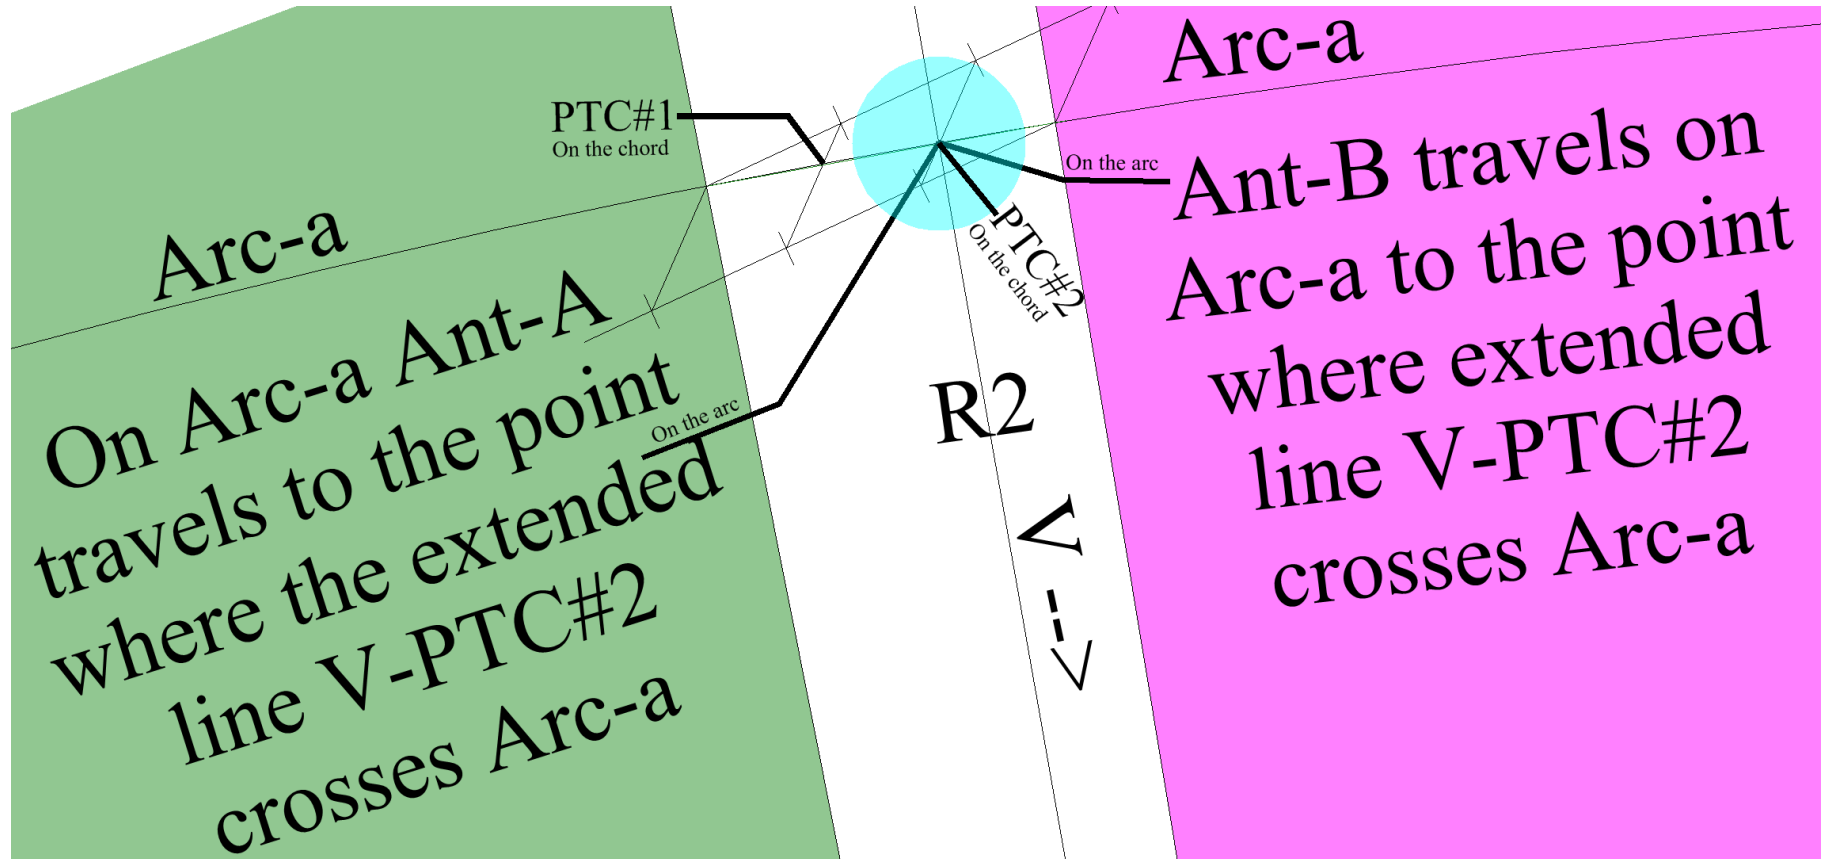 Arc-a
PTC#1
On the chord
Arc-a
On Arc-a Ant-A
travels to the point
where the extended
line V-PTC#2
crosses Arc-a
On the arc
On the arc
PTC#2
On the chord
R2
V -->
Ant-B travels on
Arc-a to the point
where extended
line V-PTC#2
crosses Arc-a